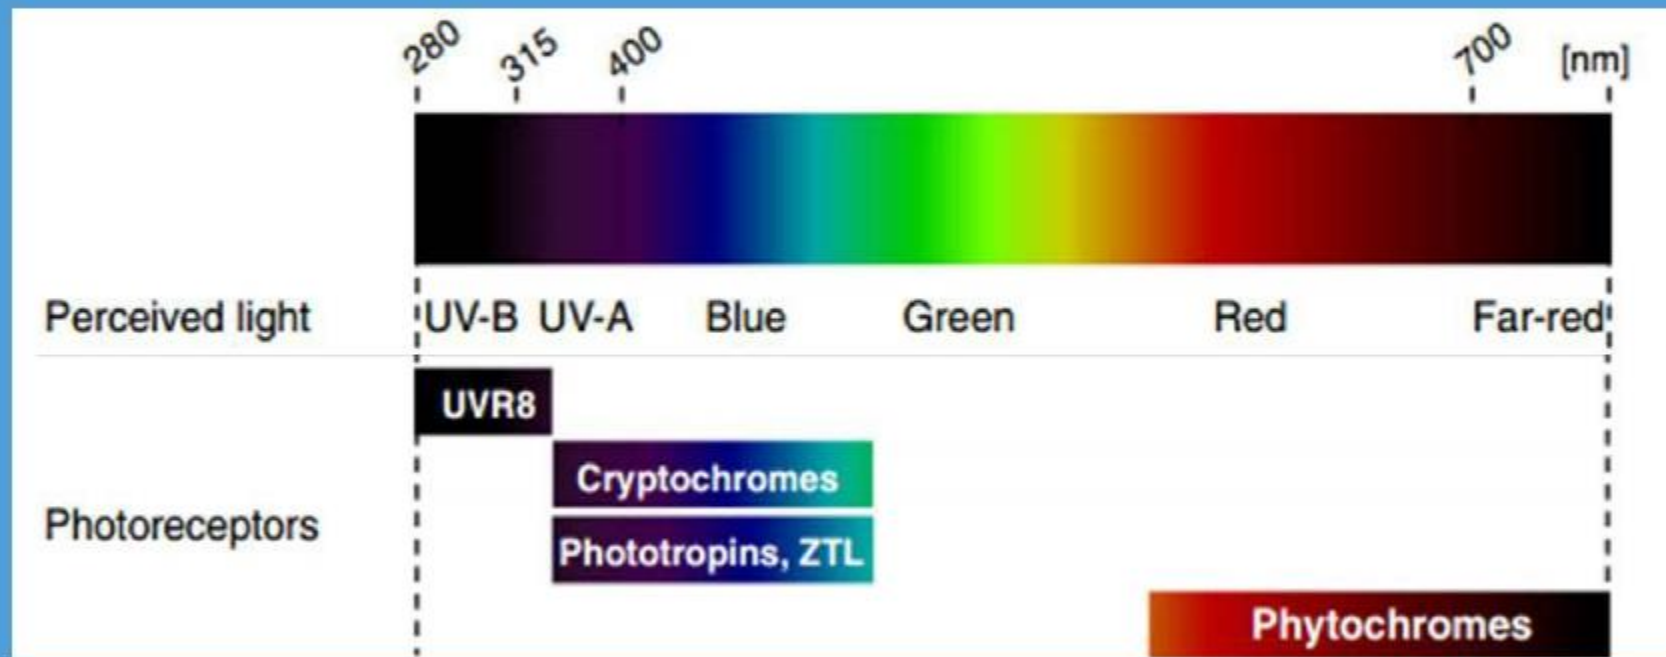 280 315 400 700 [nm]
Perceived light UV-B UV-A Blue Green Red Far-red
UVR8
Cryptochromes
Photoreceptors
Phototropins, ZTL
Phytochromes